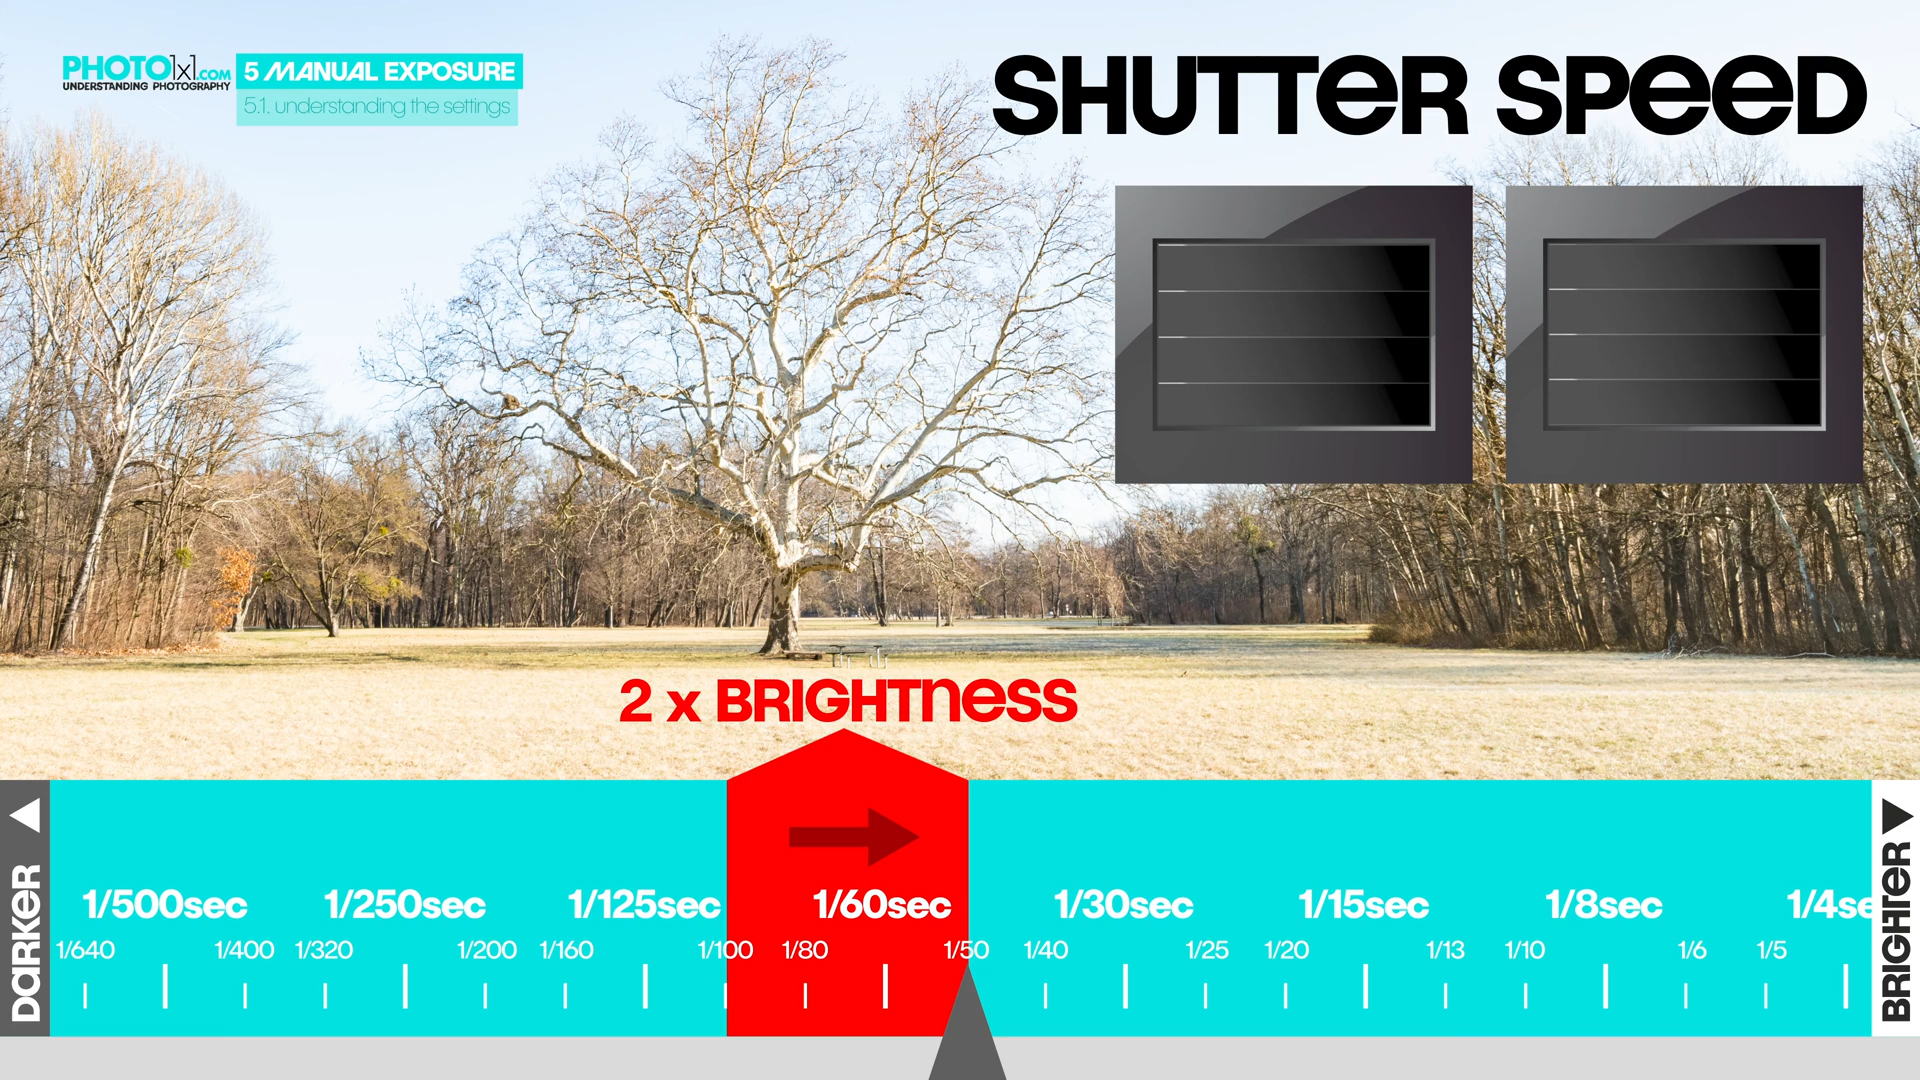 PHOTO1x1.COM
UNDERSTANDING PHOTOGRAPHY
5 MANUAL EXPOSURE
5.1. understanding the settings
SHUTTER SPEED
2 x BRIGHTNESS
DARKER
1/500sec 1/250sec 1/125sec 1/60sec 1/30sec 1/15sec 1/8sec 1/4se
1/640 1/400 1/320 1/200 1/160 1/100 1/80 1/50 1/40 1/25 1/20 1/13 1/10 1/6 1/5
BRIGHTER